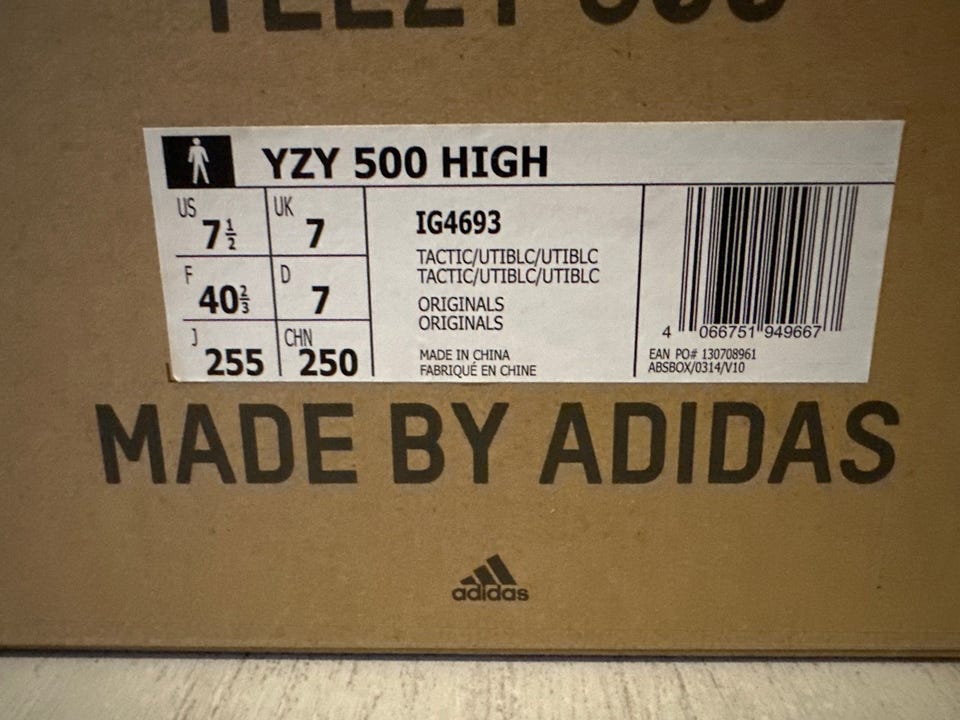 YEEZY 500
YZY 500 HIGH
US 7½ UK 7
F 40⅔ D 7
J 255 CHN 250
IG4693
TACTIC/UTIBLC/UTIBLC
TACTIC/UTIBLC/UTIBLC
ORIGINALS
ORIGINALS
MADE IN CHINA
FABRIQUÉ EN CHINE
4 066751 949667
EAN PO# 130708961
ABSBOX/0314/V10
MADE BY ADIDAS
adidas